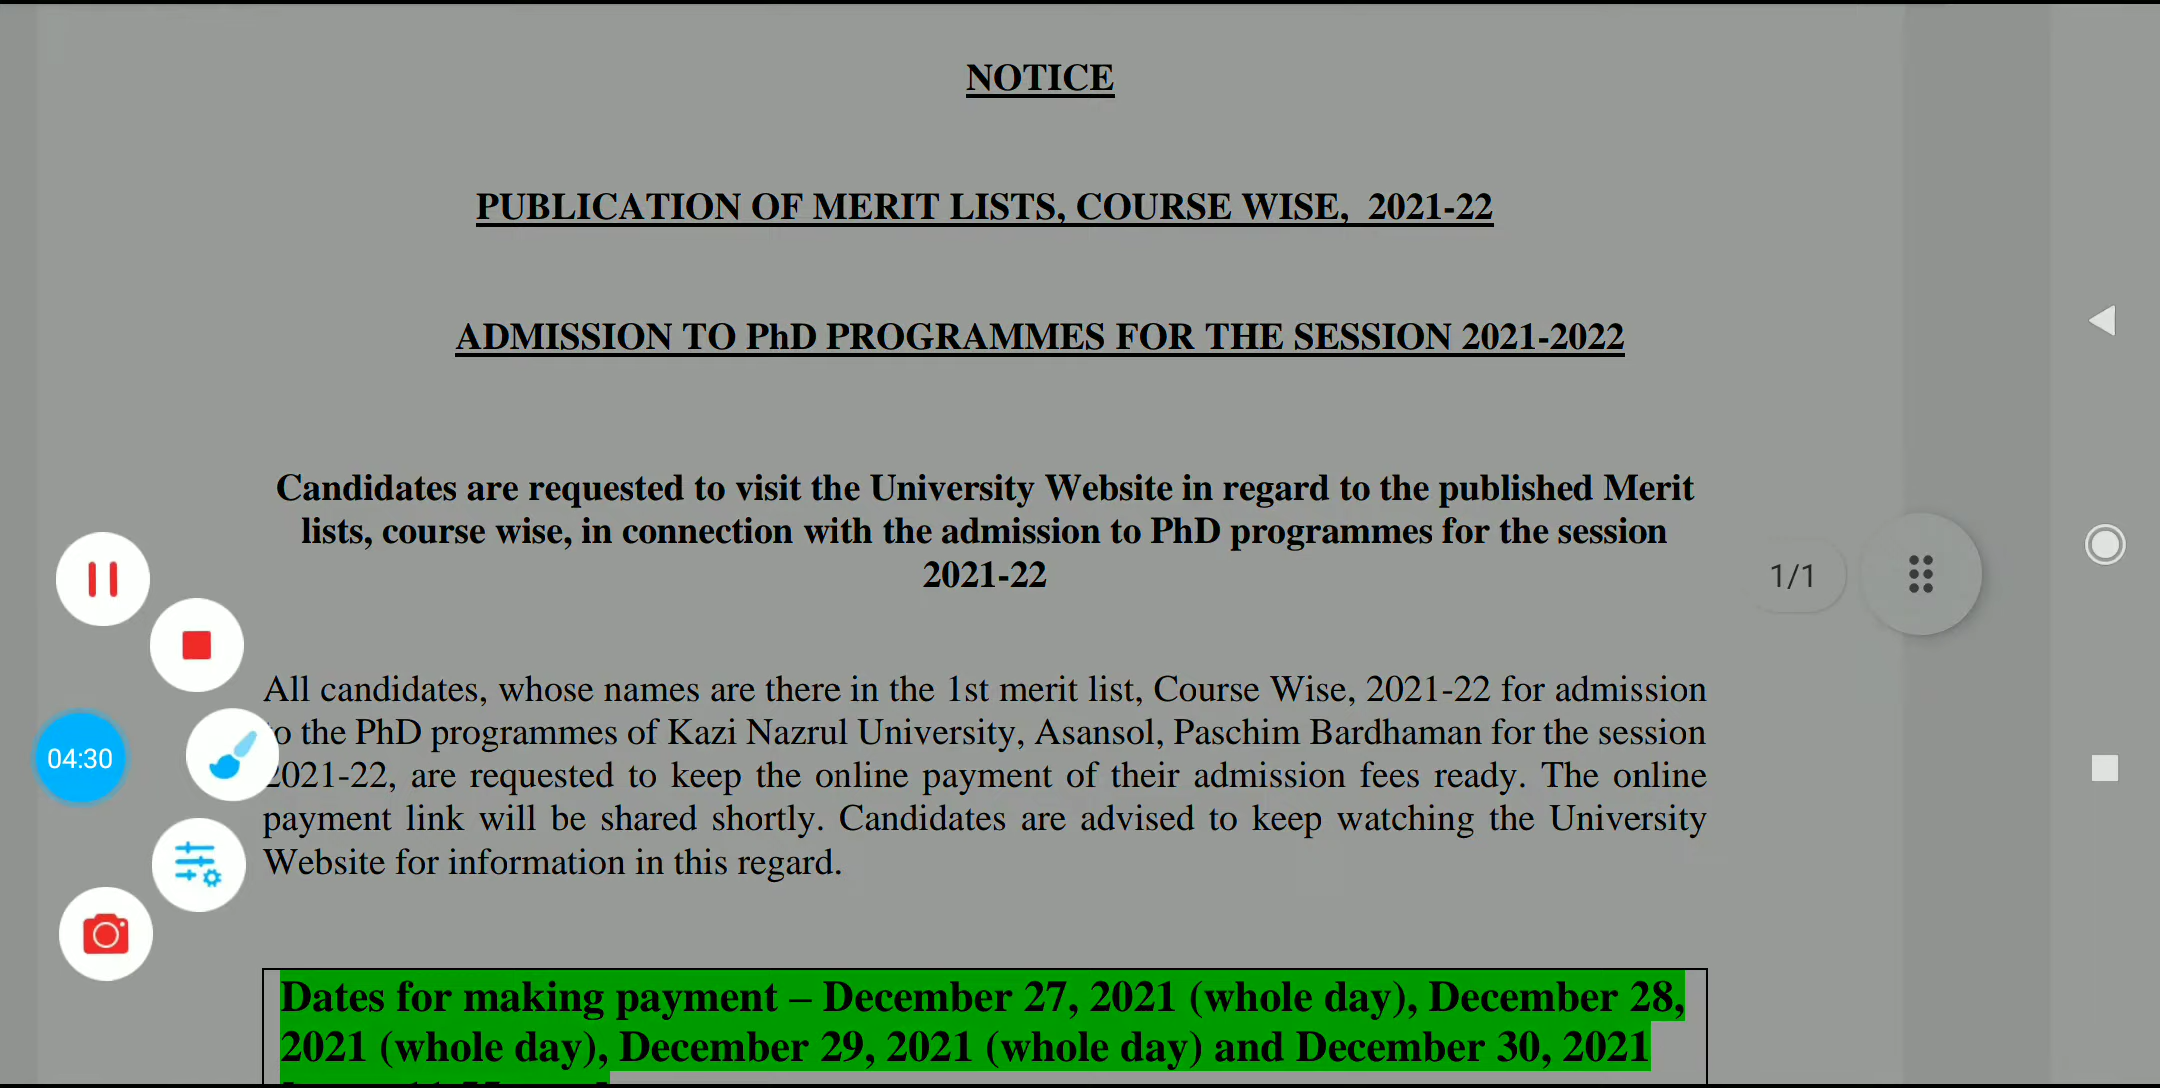 NOTICE
PUBLICATION OF MERIT LISTS, COURSE WISE, 2021-22
ADMISSION TO PhD PROGRAMMES FOR THE SESSION 2021-2022
Candidates are requested to visit the University Website in regard to the published Merit
lists, course wise, in connection with the admission to PhD programmes for the session
2021-22
1/1
All candidates, whose names are there in the 1st merit list, Course Wise, 2021-22 for admission
to the PhD programmes of Kazi Nazrul University, Asansol, Paschim Bardhaman for the session
04:30
2021-22, are requested to keep the online payment of their admission fees ready. The online
payment link will be shared shortly. Candidates are advised to keep watching the University
Website for information in this regard.
Dates for making payment – December 27, 2021 (whole day), December 28,
2021 (whole day), December 29, 2021 (whole day) and December 30, 2021